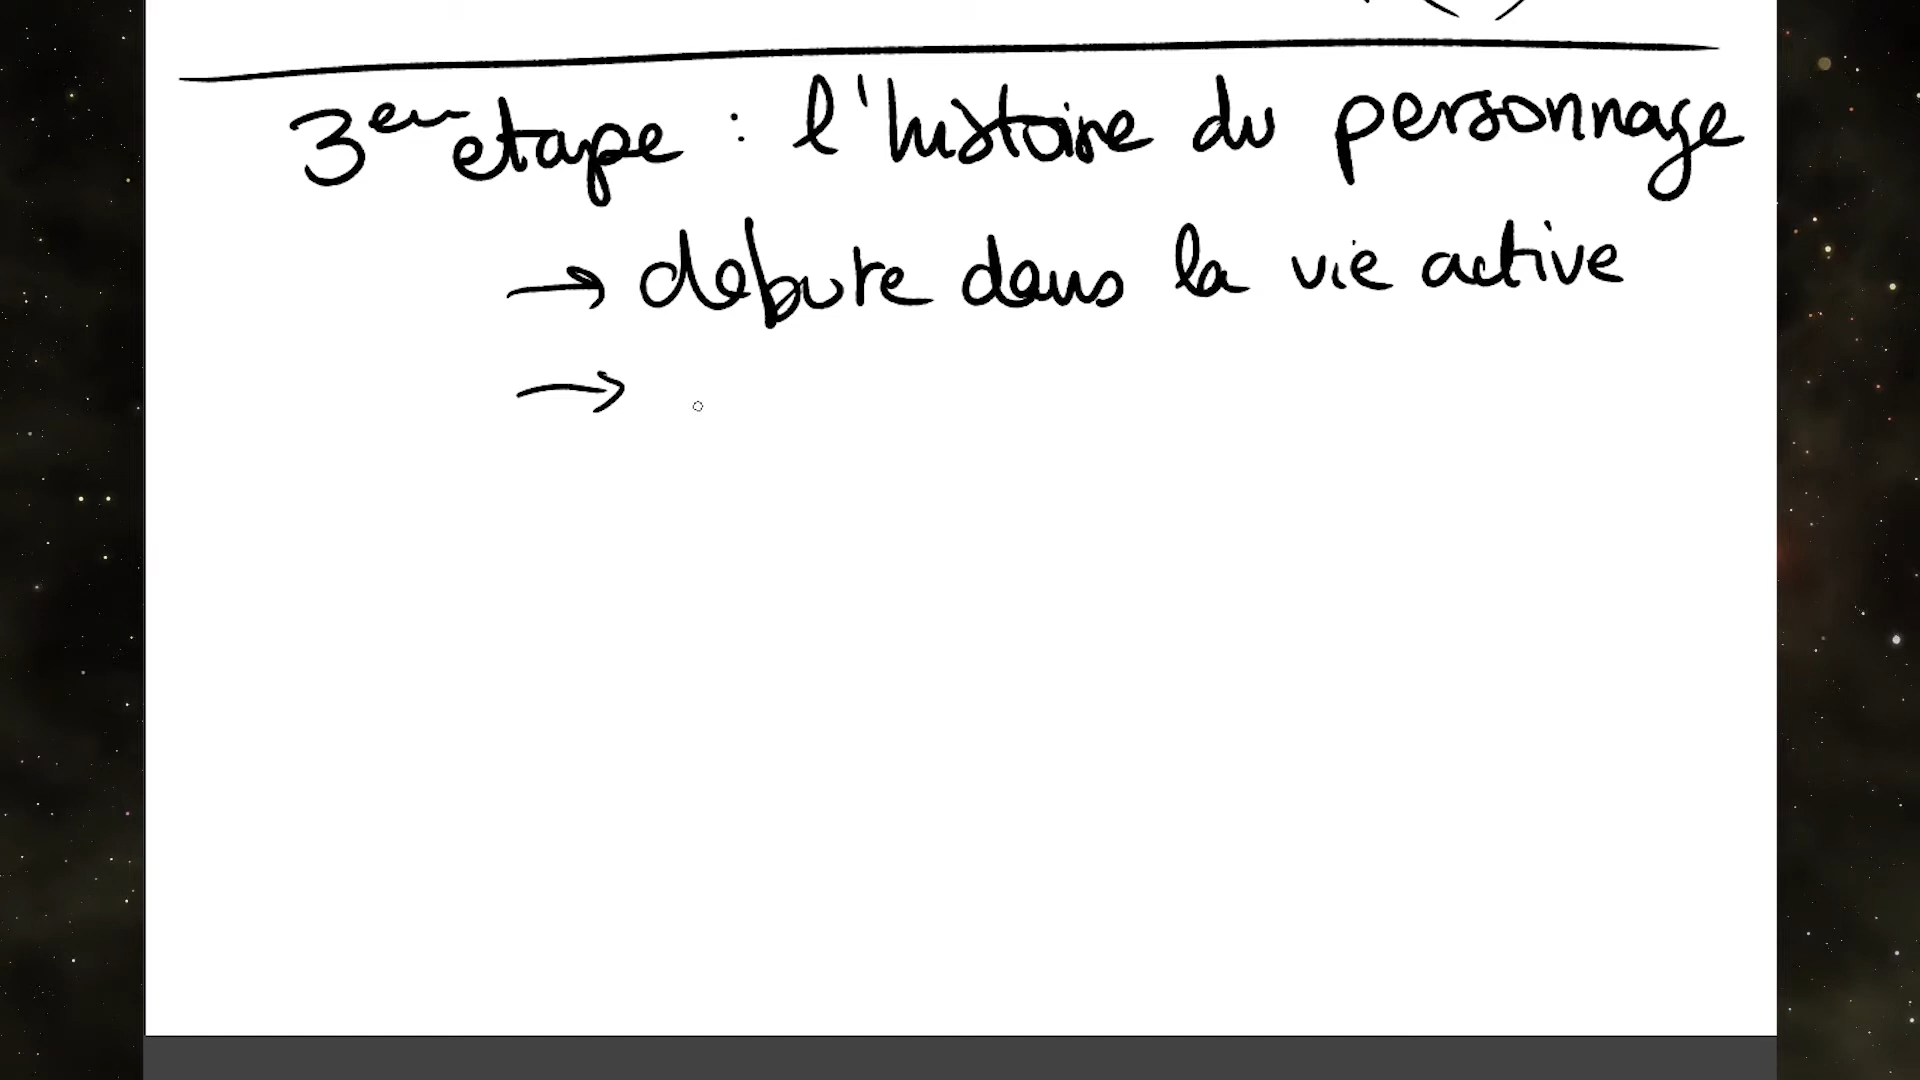 3em etape : l'histoire du personnage
→ debute dans la vie active
→